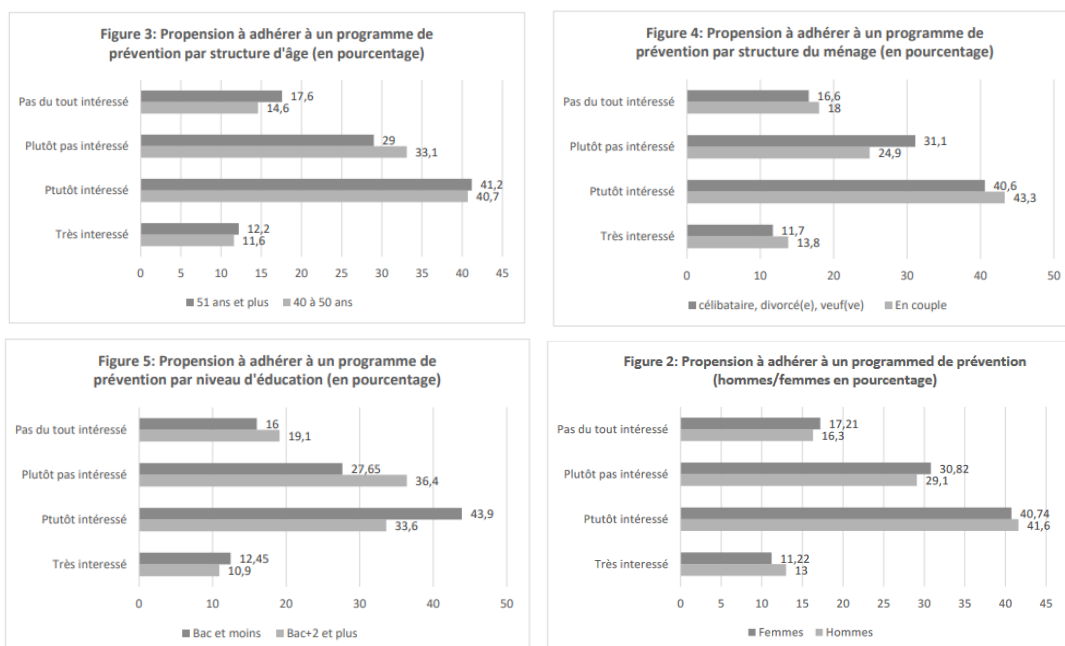 Figure 3: Propension à adhérer à un programme de
prévention par structure d'âge (en pourcentage)
Pas du tout intéressé
17,6
14,6
Plutôt pas intéressé
29
33,1
Ptutôt intéressé
41,2
40,7
Très interessé
12,2
11,6
0 5 10 15 20 25 30 35 40 45
51 ans et plus 40 à 50 ans
Figure 4: Propension à adhérer à un programme de
prévention par structure du ménage (en pourcentage)
Pas du tout intéressé
16,6
18
Plutôt pas intéressé
31,1
24,9
Ptutôt intéressé
40,6
43,3
Très interessé
11,7
13,8
0 10 20 30 40 50
célibataire, divorcé(e), veuf(ve) En couple
Figure 5: Propension à adhérer à un programme de
prévention par niveau d'éducation (en pourcentage)
Pas du tout intéressé
16
19,1
Plutôt pas intéressé
27,65
36,4
Ptutôt intéressé
43,9
33,6
Très interessé
12,45
10,9
0 10 20 30 40 50
Bac et moins Bac+2 et plus
Figure 2: Propension à adhérer à un programmed de prévention
(hommes/femmes en pourcentage)
Pas du tout intéressé
17,21
16,3
Plutôt pas intéressé
30,82
29,1
Ptutôt intéressé
40,74
41,6
Très interessé
11,22
13
0 5 10 15 20 25 30 35 40 45
Femmes Hommes